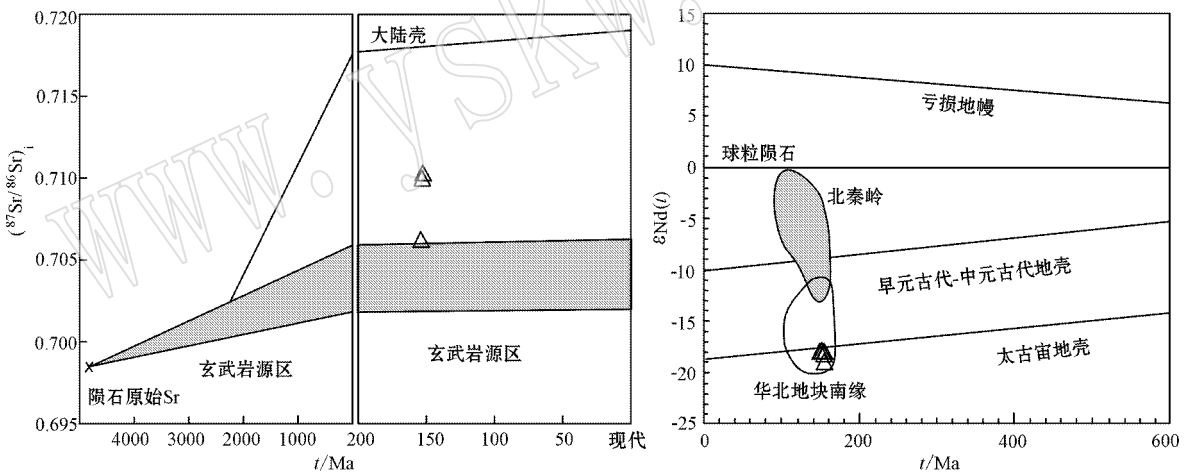 WWW. YSKW.
0.720
0.715
0.710
0.705
0.700
0.695
(⁸⁷Sr/⁸⁶Sr)ᵢ
大陆壳
玄武岩源区
玄武岩源区
陨石原始Sr
4000
3000
2000
1000
200
150
100
50
现代
t/Ma
t/Ma
15
10
5
0
-5
-10
-15
-20
-25
εNd(t)
亏损地幔
球粒陨石
北秦岭
早元古代-中元古代地壳
太古宙地壳
华北地块南缘
0
200
400
600
t/Ma